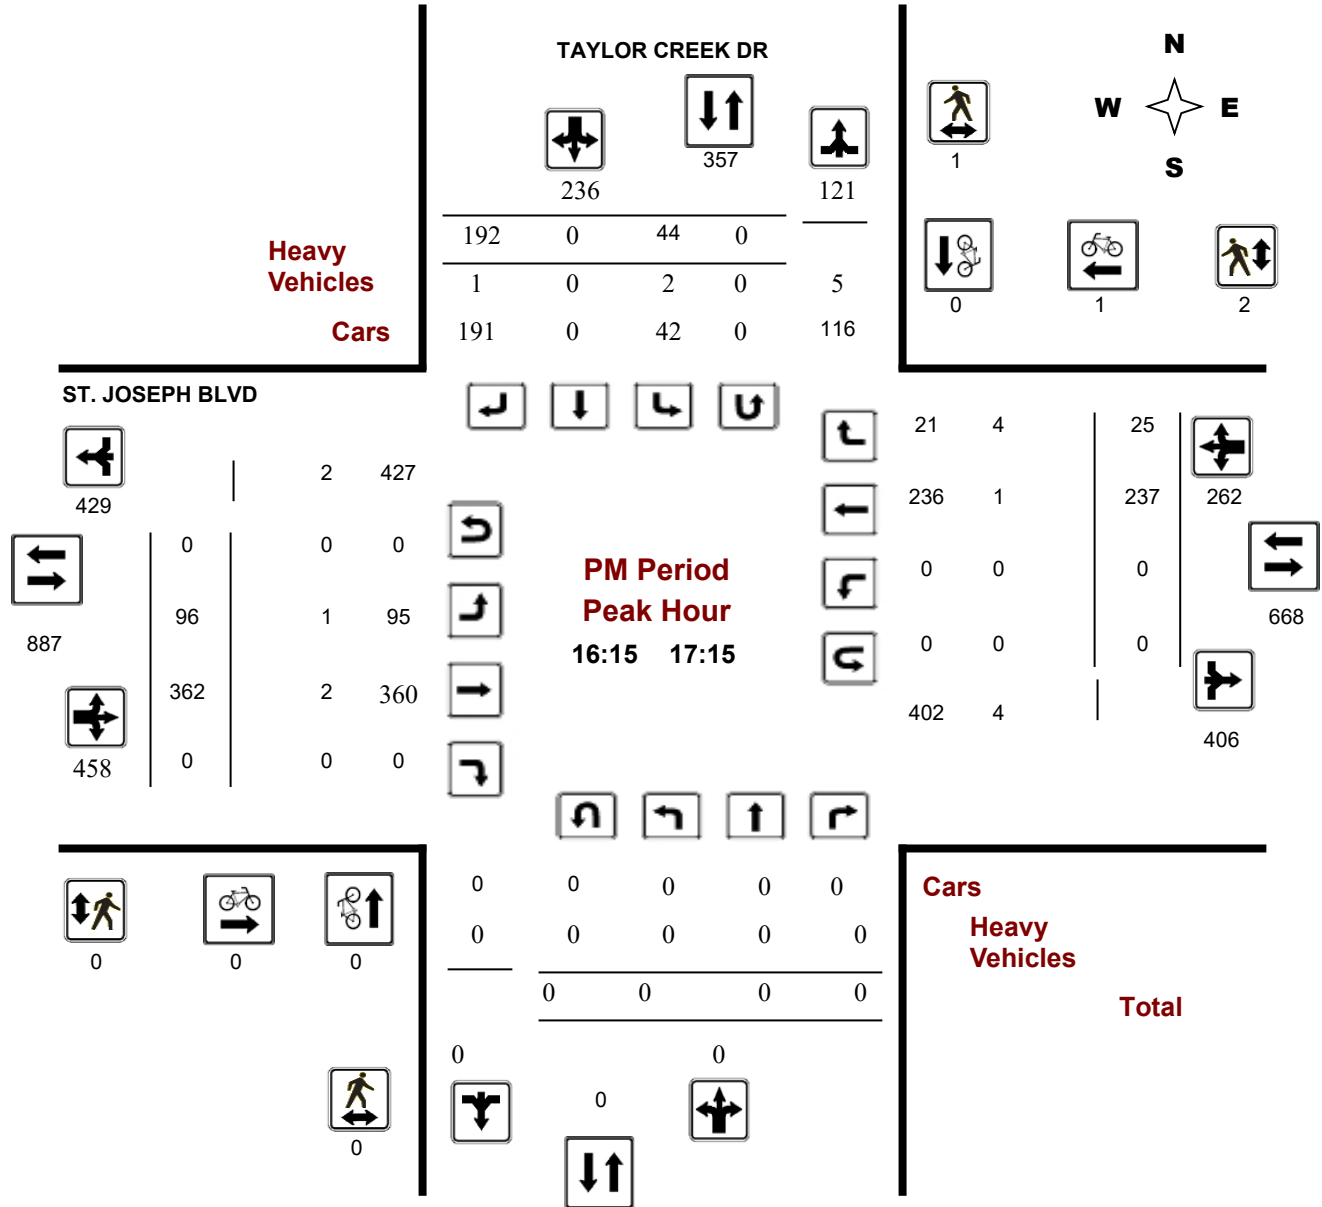 TAYLOR CREEK DR
N
W E
S
357
1
236
121
192 0 44 0
Heavy
Vehicles
1 0 2 0 5
0 1 2
Cars
191 0 42 0 116
ST. JOSEPH BLVD
21 4 25
2 427
429
236 1 237 262
0 0 0
PM Period
0 0 0
Peak Hour
96 1 95
668
887
16:15 17:15
0 0 0
362 2 360
402 4
406
458 0 0 0
0 0 0 0 0
Cars
0 0 0 0 0
Heavy
Vehicles
0 0 0
0 0 0 0
Total
0 0
0
0